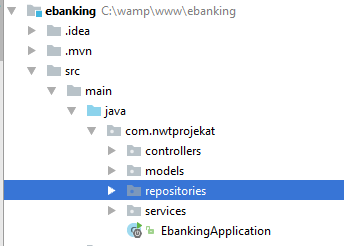 ebanking C:\wamp\www\ebanking
.idea
.mvn
src
main
java
com.nwtprojekat
controllers
models
repositories
services
EbankingApplication